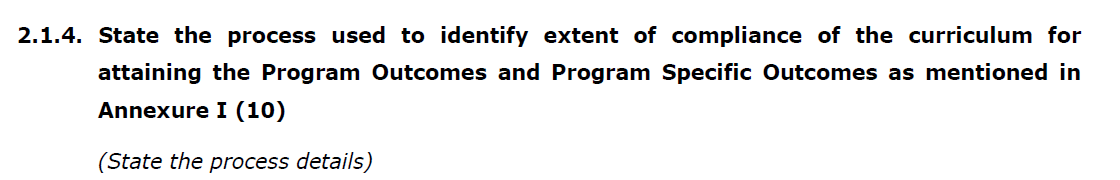 2.1.4. State the process used to identify extent of compliance of the curriculum for
attaining the Program Outcomes and Program Specific Outcomes as mentioned in
Annexure I (10)
(State the process details)